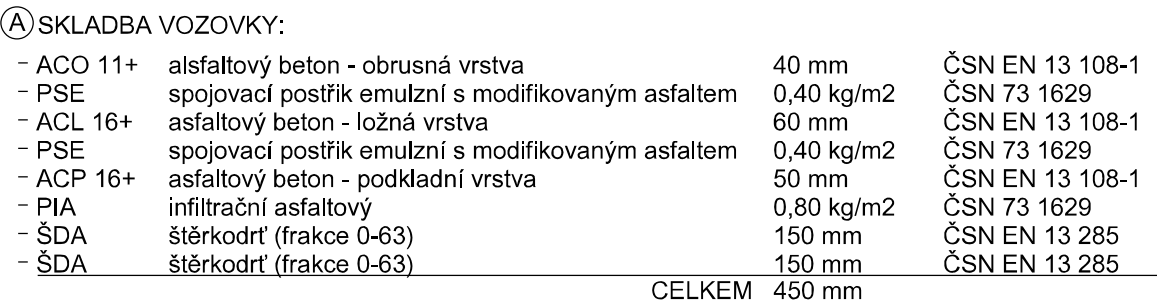 A SKLADBA VOZOVKY:
- ACO 11+ alsfaltový beton - obrusná vrstva 40 mm ČSN EN 13 108-1
- PSE spojovací postřik emulzní s modifikovaným asfaltem 0,40 kg/m2 ČSN 73 1629
- ACL 16+ asfaltový beton - ložná vrstva 60 mm ČSN EN 13 108-1
- PSE spojovací postřik emulzní s modifikovaným asfaltem 0,40 kg/m2 ČSN 73 1629
- ACP 16+ asfaltový beton - podkladní vrstva 50 mm ČSN EN 13 108-1
- PIA infiltrační asfaltový 0,80 kg/m2 ČSN 73 1629
- ŠDA štěrkodrť (frakce 0-63) 150 mm ČSN EN 13 285
- ŠDA štěrkodrť (frakce 0-63) 150 mm ČSN EN 13 285
CELKEM 450 mm